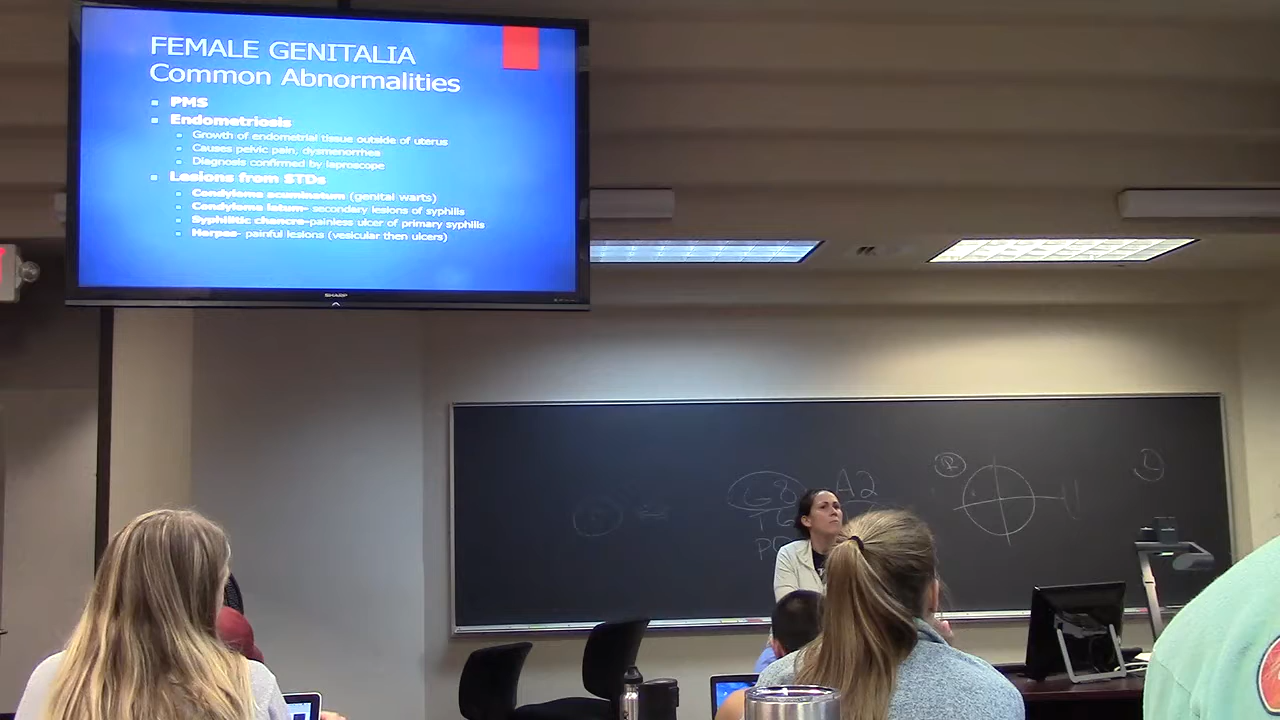 FEMALE GENITALIA
Common Abnormalities
PMS
Endometriosis
Growth of endometrial tissue outside of uterus
Causes pelvic pain, dysmenorrhea
Diagnosis confirmed by laproscope
Lesions from STDs
Condyloma acuminatum (genital warts)
Condyloma latum- secondary lesions of syphilis
Syphilitic chancre-painless ulcer of primary syphilis
Herpes- painful lesions (vesicular then ulcers)
SHARP
G8 A2
R
L